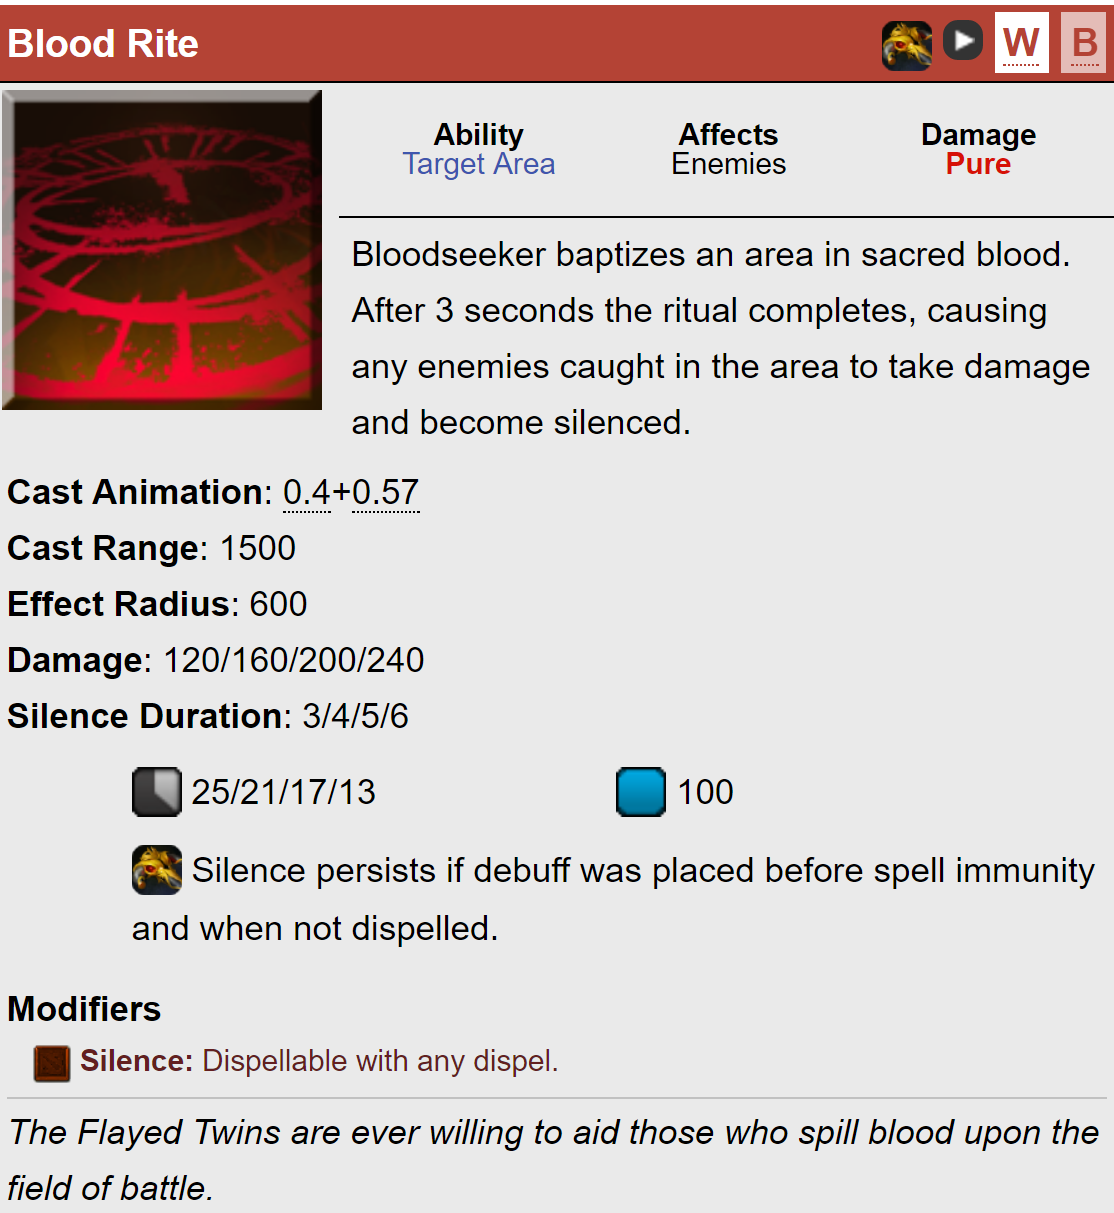 Blood Rite
W B
Ability Affects Damage
Target Area Enemies Pure
Bloodseeker baptizes an area in sacred blood.
After 3 seconds the ritual completes, causing
any enemies caught in the area to take damage
and become silenced.
Cast Animation: 0.4+0.57
Cast Range: 1500
Effect Radius: 600
Damage: 120/160/200/240
Silence Duration: 3/4/5/6
25/21/17/13 100
Silence persists if debuff was placed before spell immunity
and when not dispelled.
Modifiers
Silence: Dispellable with any dispel.
The Flayed Twins are ever willing to aid those who spill blood upon the
field of battle.